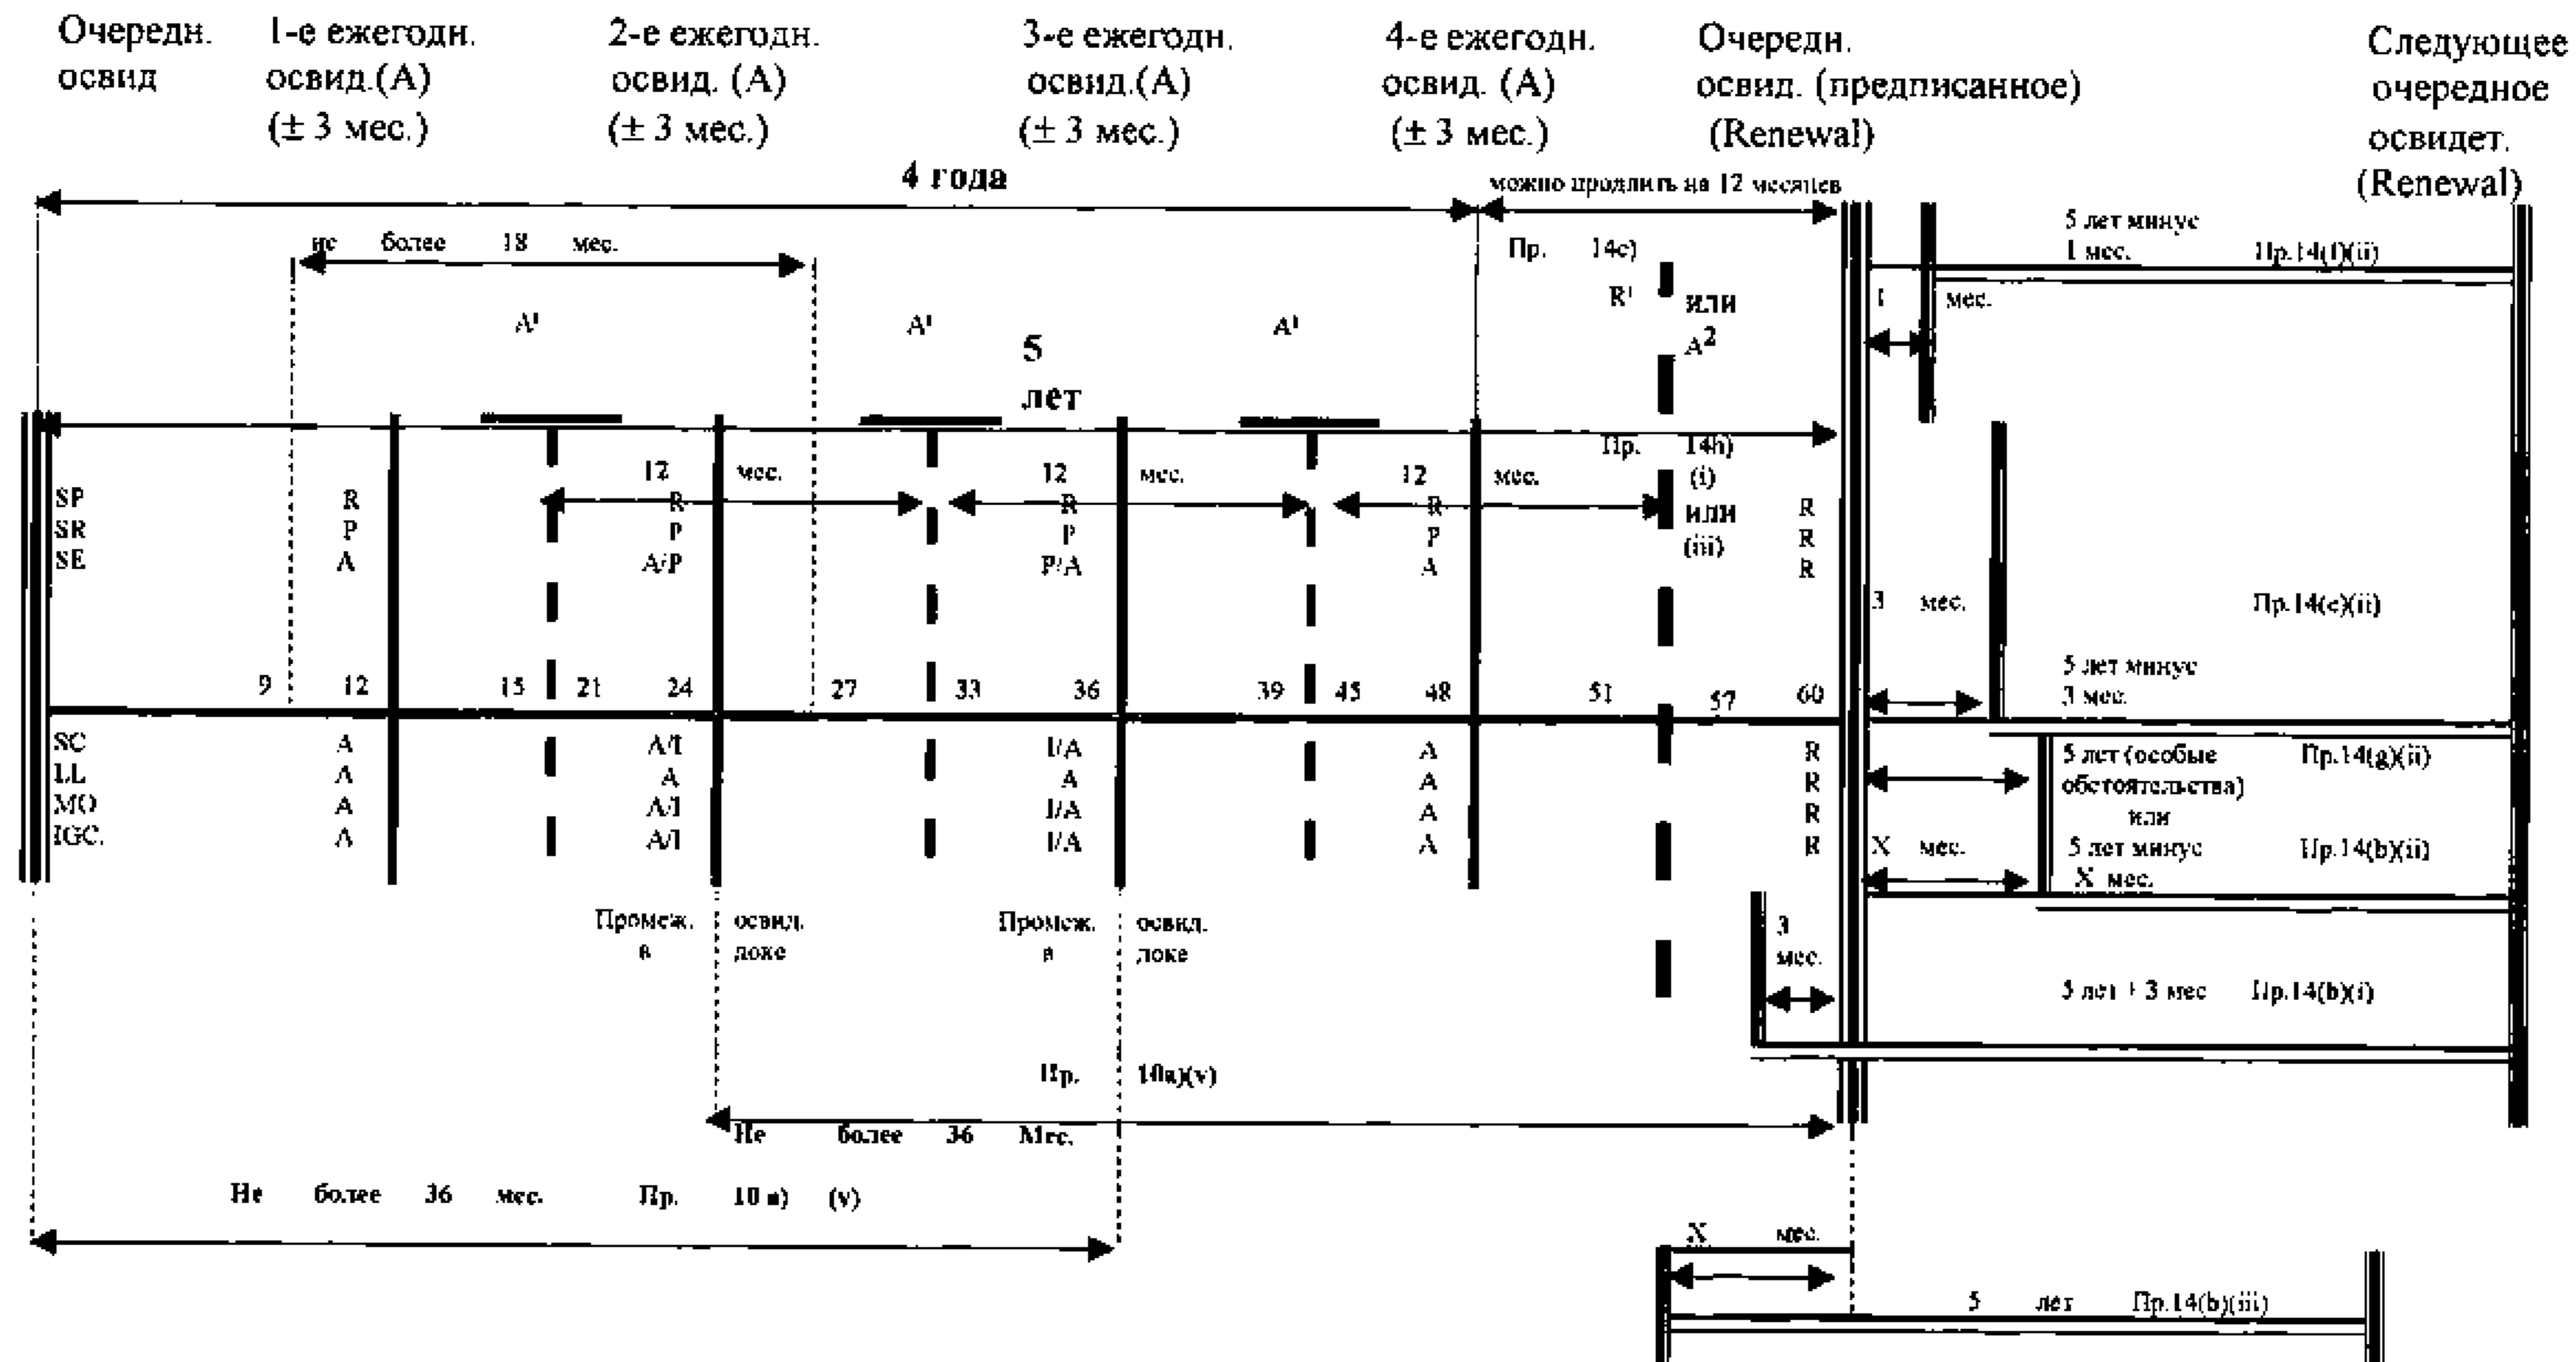 Очередн. освид
1-е ежегодн. освид.(А) (± 3 мес.)
2-е ежегодн. освид. (А) (± 3 мес.)
3-е ежегодн. освид.(А) (± 3 мес.)
4-е ежегодн. освид. (А) (± 3 мес.)
Очередн. освид. (предписанное) (Renewal)
Следующее очередное освидет. (Renewal)
4 года
можно продлить на 12 месяцев
не более 18 мес.
Пр. 14c)
5 лет минус 1 мес. Пр.14(f)(ii)
R¹ или A²
1 мес.
A¹ A¹ A¹
5 лет
Пр. 14h) (i) или (iii)
12 мес. 12 мес. 12 мес.
SP R R R R R
SR P P P P R
SE A A/P P/A A R
3 мес. Пр.14(e)(ii)
5 лет минус 3 мес.
9 12 15 21 24 27 33 36 39 45 48 51 57 60
SC A A/I I/A A R
LL A A A A R
MO A A/I I/A A R
IGC. A A/I I/A A R
5 лет (особые обстоятельства) Пр.14(g)(ii)
или
X мес. 5 лет минус X мес. Пр.14(b)(ii)
Промеж. освид. в доке
Промеж. освид. в доке
3 мес.
5 лет + 3 мес Пр.14(b)(i)
Пр. 10a)(v)
Не более 36 Мес.
Не более 36 мес. Пр. 10 a) (v)
X мес.
5 лет Пр.14(b)(iii)